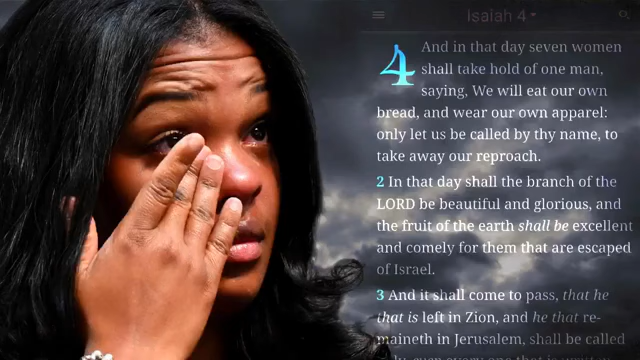 Isaiah 4
4 And in that day seven women
shall take hold of one man,
saying, We will eat our own
bread, and wear our own apparel:
only let us be called by thy name, to
take away our reproach.
2 In that day shall the branch of the
LORD be beautiful and glorious, and
the fruit of the earth shall be excellent
and comely for them that are escaped
of Israel.
3 And it shall come to pass, that he
that is left in Zion, and he that re-
maineth in Jerusalem, shall be called